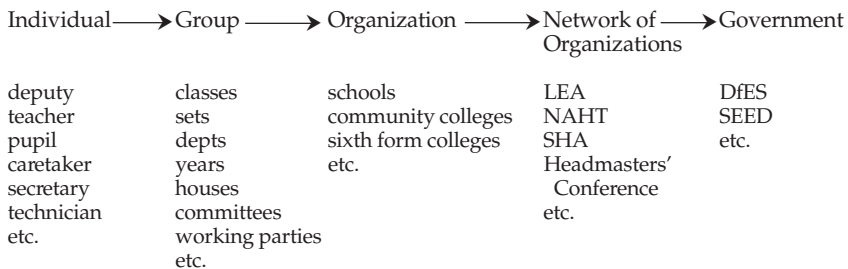 Individual Group Organization Network of Organizations Government
deputy
teacher
pupil
caretaker
secretary
technician
etc.
classes
sets
depts
years
houses
committees
working parties
etc.
schools
community colleges
sixth form colleges
etc.
LEA
NAHT
SHA
Headmasters’
Conference
etc.
DfES
SEED
etc.